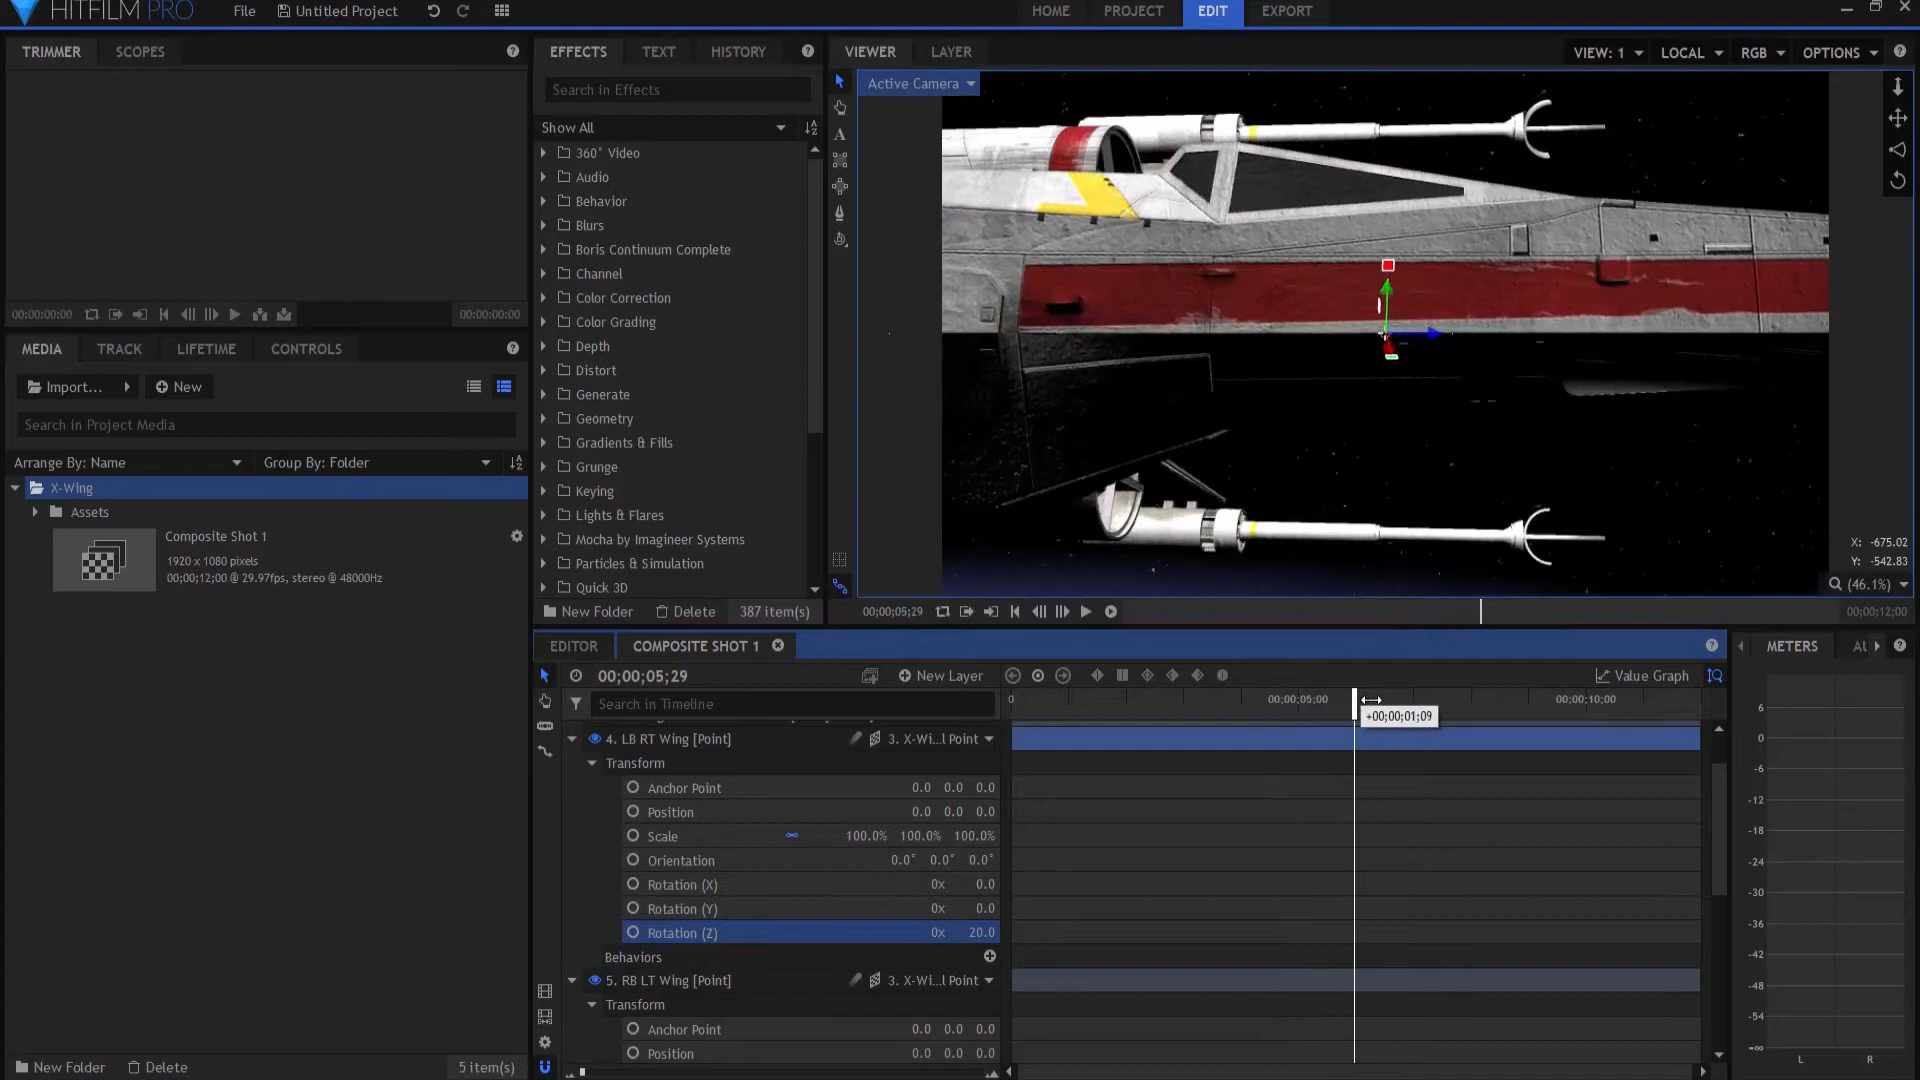 HITFILM PRO
File
Untitled Project
HOME
PROJECT
EDIT
EXPORT
TRIMMER
SCOPES
00:00:00:00
00:00:00:00
MEDIA
TRACK
LIFETIME
CONTROLS
Import...
New
Search in Project Media
Arrange By: Name
Group By: Folder
X-Wing
Assets
Composite Shot 1
1920 x 1080 pixels
00;00;12;00 @ 29.97fps, stereo @ 48000Hz
New Folder
Delete
5 item(s)
EFFECTS
TEXT
HISTORY
Search in Effects
Show All
360° Video
Audio
Behavior
Blurs
Boris Continuum Complete
Channel
Color Correction
Color Grading
Depth
Distort
Generate
Geometry
Gradients & Fills
Grunge
Keying
Lights & Flares
Mocha by Imagineer Systems
Particles & Simulation
Quick 3D
New Folder
Delete
387 item(s)
VIEWER
LAYER
VIEW: 1
LOCAL
RGB
OPTIONS
Active Camera
X: -675.02
Y: -542.83
(46.1%)
00;00;05;29
00;00;12;00
EDITOR
COMPOSITE SHOT 1
00;00;05;29
New Layer
Value Graph
Search in Timeline
0
00;00;05;00
00;00;10;00
+00;00;01;09
4. LB RT Wing [Point]
3. X-Wi...l Point
Transform
Anchor Point 0.0 0.0 0.0
Position 0.0 0.0 0.0
Scale 100.0% 100.0% 100.0%
Orientation 0.0° 0.0° 0.0°
Rotation (X) 0x 0.0
Rotation (Y) 0x 0.0
Rotation (Z) 0x 20.0
Behaviors
5. RB LT Wing [Point]
3. X-Wi...l Point
Transform
Anchor Point 0.0 0.0 0.0
Position 0.0 0.0 0.0
METERS
AU
6
0
-6
-12
-18
-24
-30
-36
-42
-48
-54
-∞
L
R